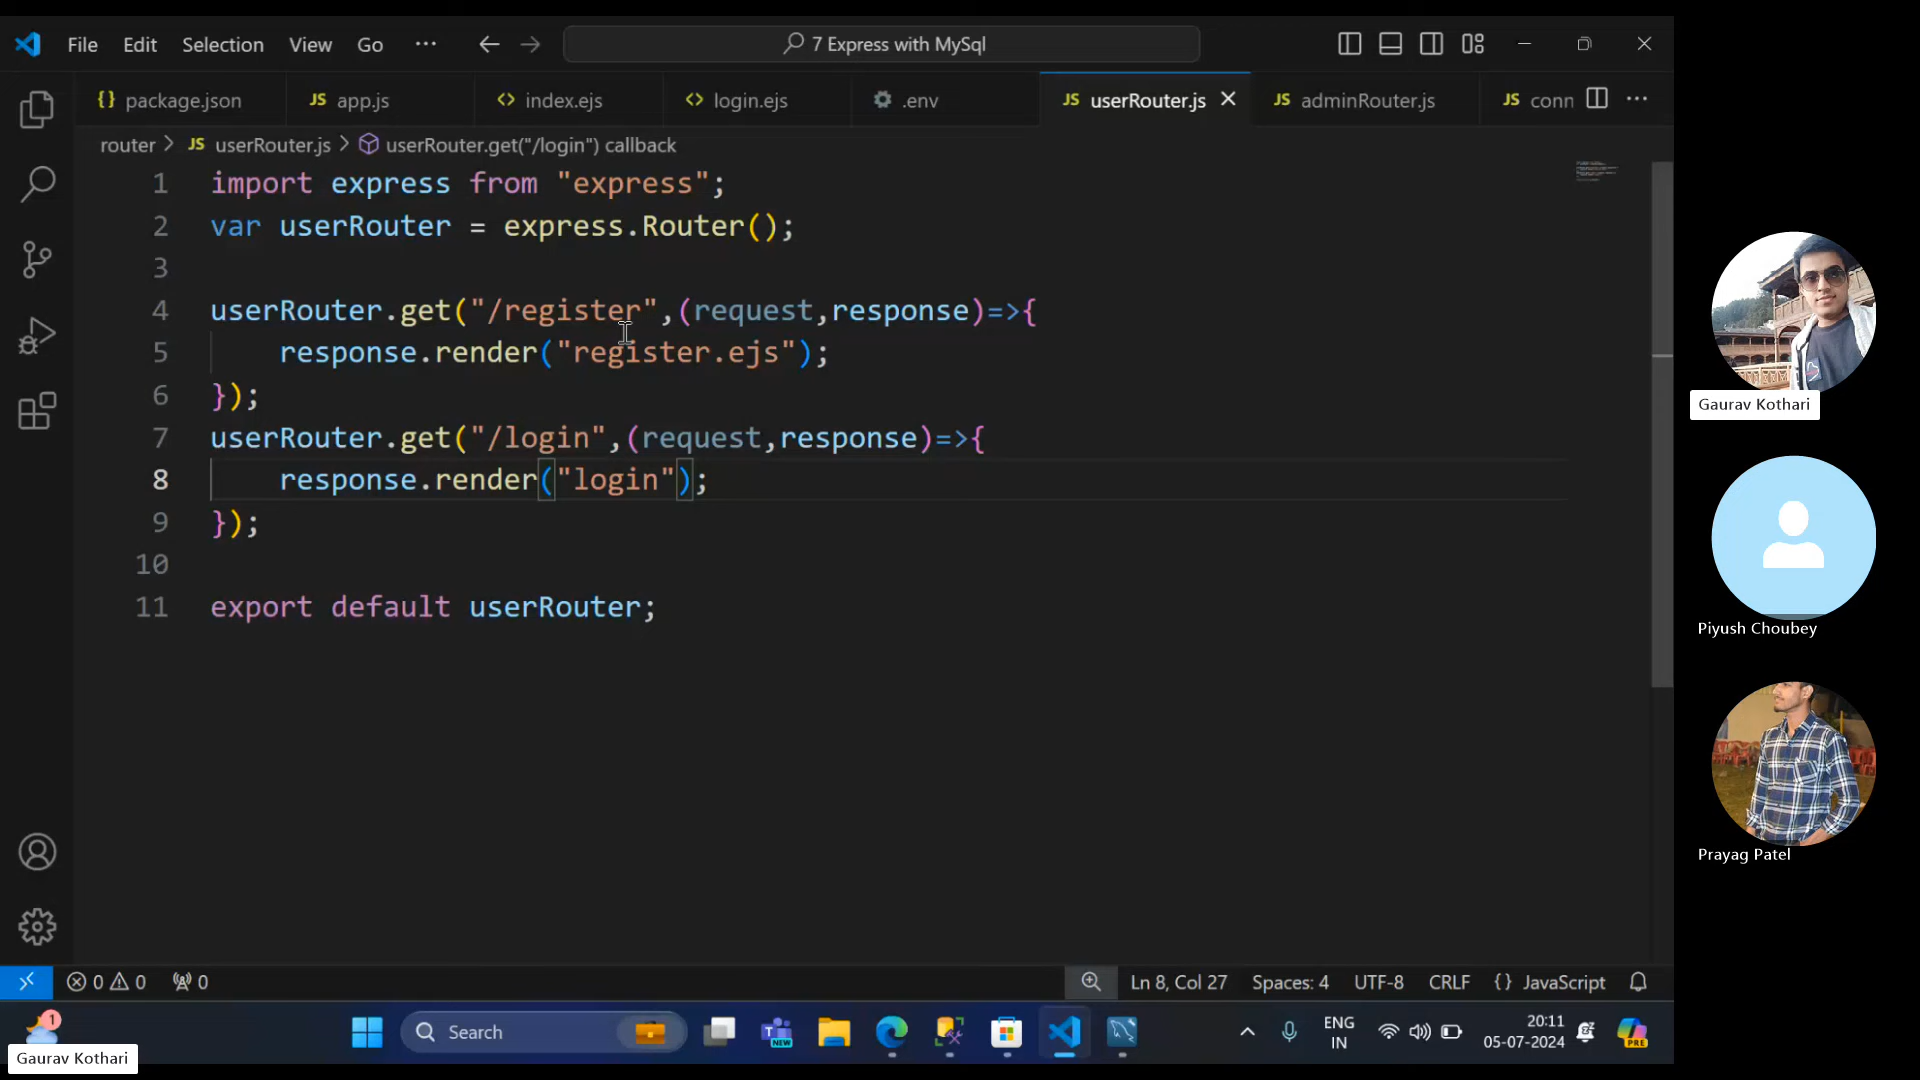 File Edit Selection View Go ··· 7 Express with MySql
{} package.json JS app.js <> index.ejs <> login.ejs .env JS userRouter.js JS adminRouter.js JS conn ···
router > JS userRouter.js > userRouter.get("/login") callback
1 import express from "express";
2 var userRouter = express.Router();
3
4 userRouter.get("/register",(request,response)=>{
5 response.render("register.ejs");
6 });
7 userRouter.get("/login",(request,response)=>{
8 response.render("login");
9 });
10
11 export default userRouter;
Gaurav Kothari
Piyush Choubey
Prayag Patel
0 0 0 Ln 8, Col 27 Spaces: 4 UTF-8 CRLF {} JavaScript
1 Search NEW ENG IN 20:11 05-07-2024 PRE
Gaurav Kothari